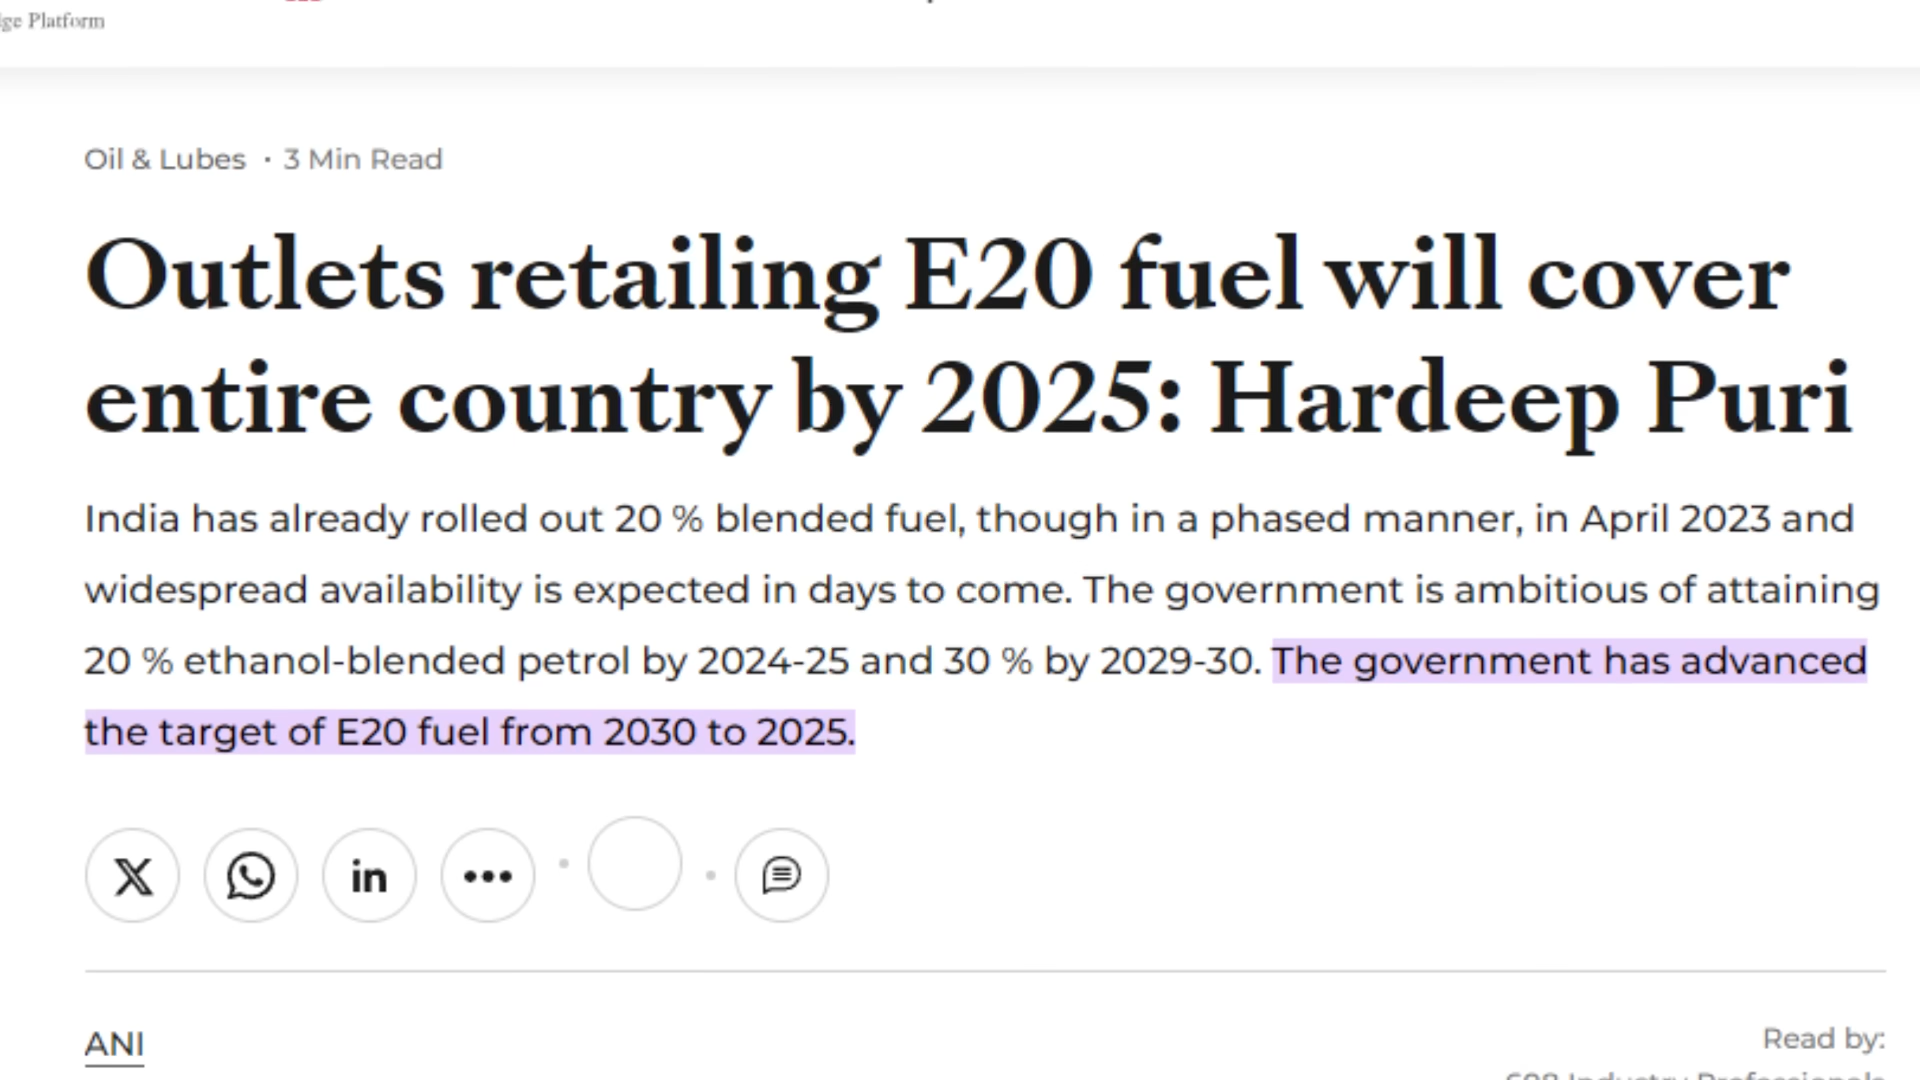 ge Platform
Oil & Lubes · 3 Min Read
Outlets retailing E20 fuel will cover
entire country by 2025: Hardeep Puri
India has already rolled out 20 % blended fuel, though in a phased manner, in April 2023 and
widespread availability is expected in days to come. The government is ambitious of attaining
20 % ethanol-blended petrol by 2024-25 and 30 % by 2029-30. The government has advanced
the target of E20 fuel from 2030 to 2025.
in
ANI
Read by:
Industry Professionals